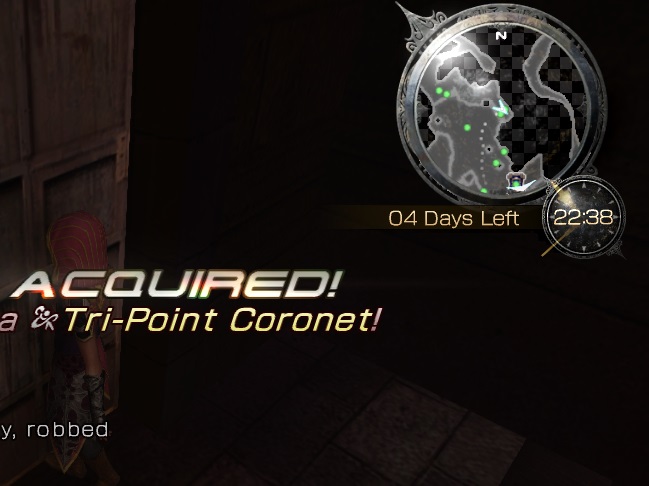 N
04 Days Left 22:38
ACQUIRED!
a Tri-Point Coronet!
y, robbed